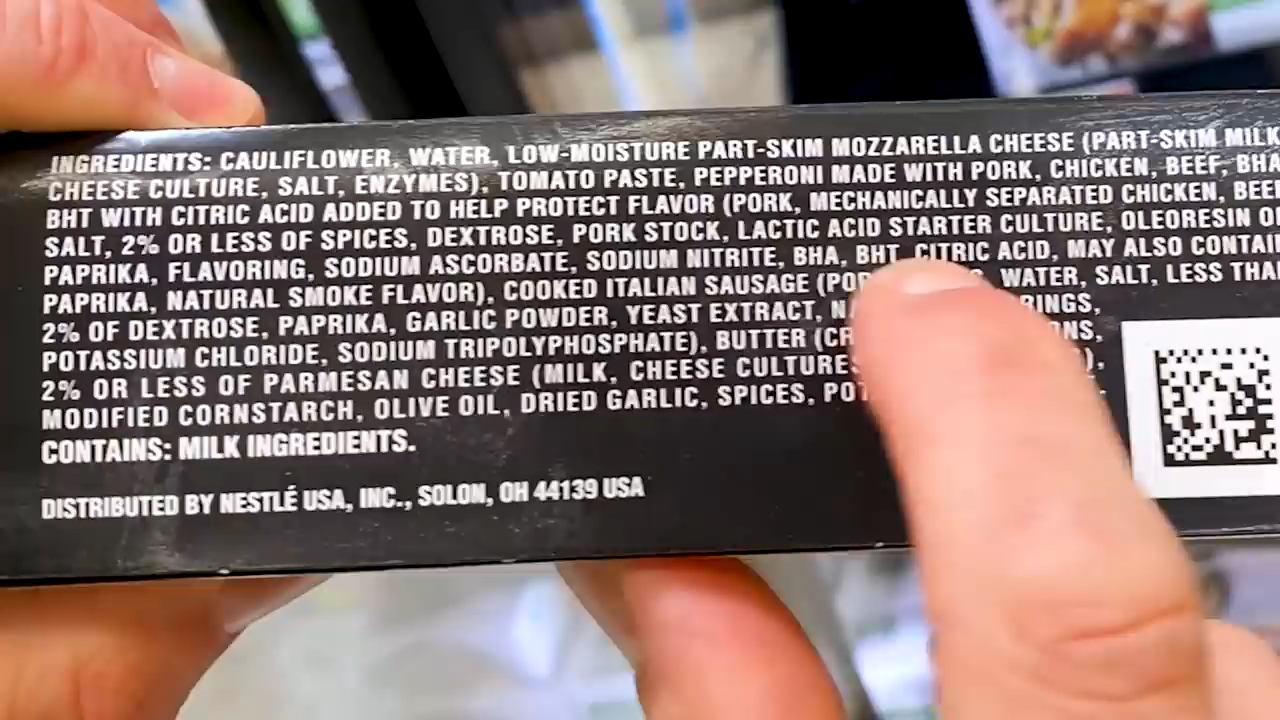 INGREDIENTS: CAULIFLOWER, WATER, LOW-MOISTURE PART-SKIM MOZZARELLA CHEESE (PART-SKIM MILK
CHEESE CULTURE, SALT, ENZYMES), TOMATO PASTE, PEPPERONI MADE WITH PORK, CHICKEN, BEEF, BHA
BHT WITH CITRIC ACID ADDED TO HELP PROTECT FLAVOR (PORK, MECHANICALLY SEPARATED CHICKEN, BEEF
SALT, 2% OR LESS OF SPICES, DEXTROSE, PORK STOCK, LACTIC ACID STARTER CULTURE, OLEORESIN
PAPRIKA, FLAVORING, SODIUM ASCORBATE, SODIUM NITRITE, BHA, BHT, CITRIC ACID, MAY ALSO CONTAIN
PAPRIKA, NATURAL SMOKE FLAVOR), COOKED ITALIAN SAUSAGE ( WATER, SALT, LESS THAN
2% OF DEXTROSE, PAPRIKA, GARLIC POWDER, YEAST EXTRACT,
POTASSIUM CHLORIDE, SODIUM TRIPOLYPHOSPHATE), BUTTER (
2% OR LESS OF PARMESAN CHEESE (MILK, CHEESE CULTURES
MODIFIED CORNSTARCH, OLIVE OIL, DRIED GARLIC, SPICES,
CONTAINS: MILK INGREDIENTS.
DISTRIBUTED BY NESTLÉ USA, INC., SOLON, OH 44139 USA